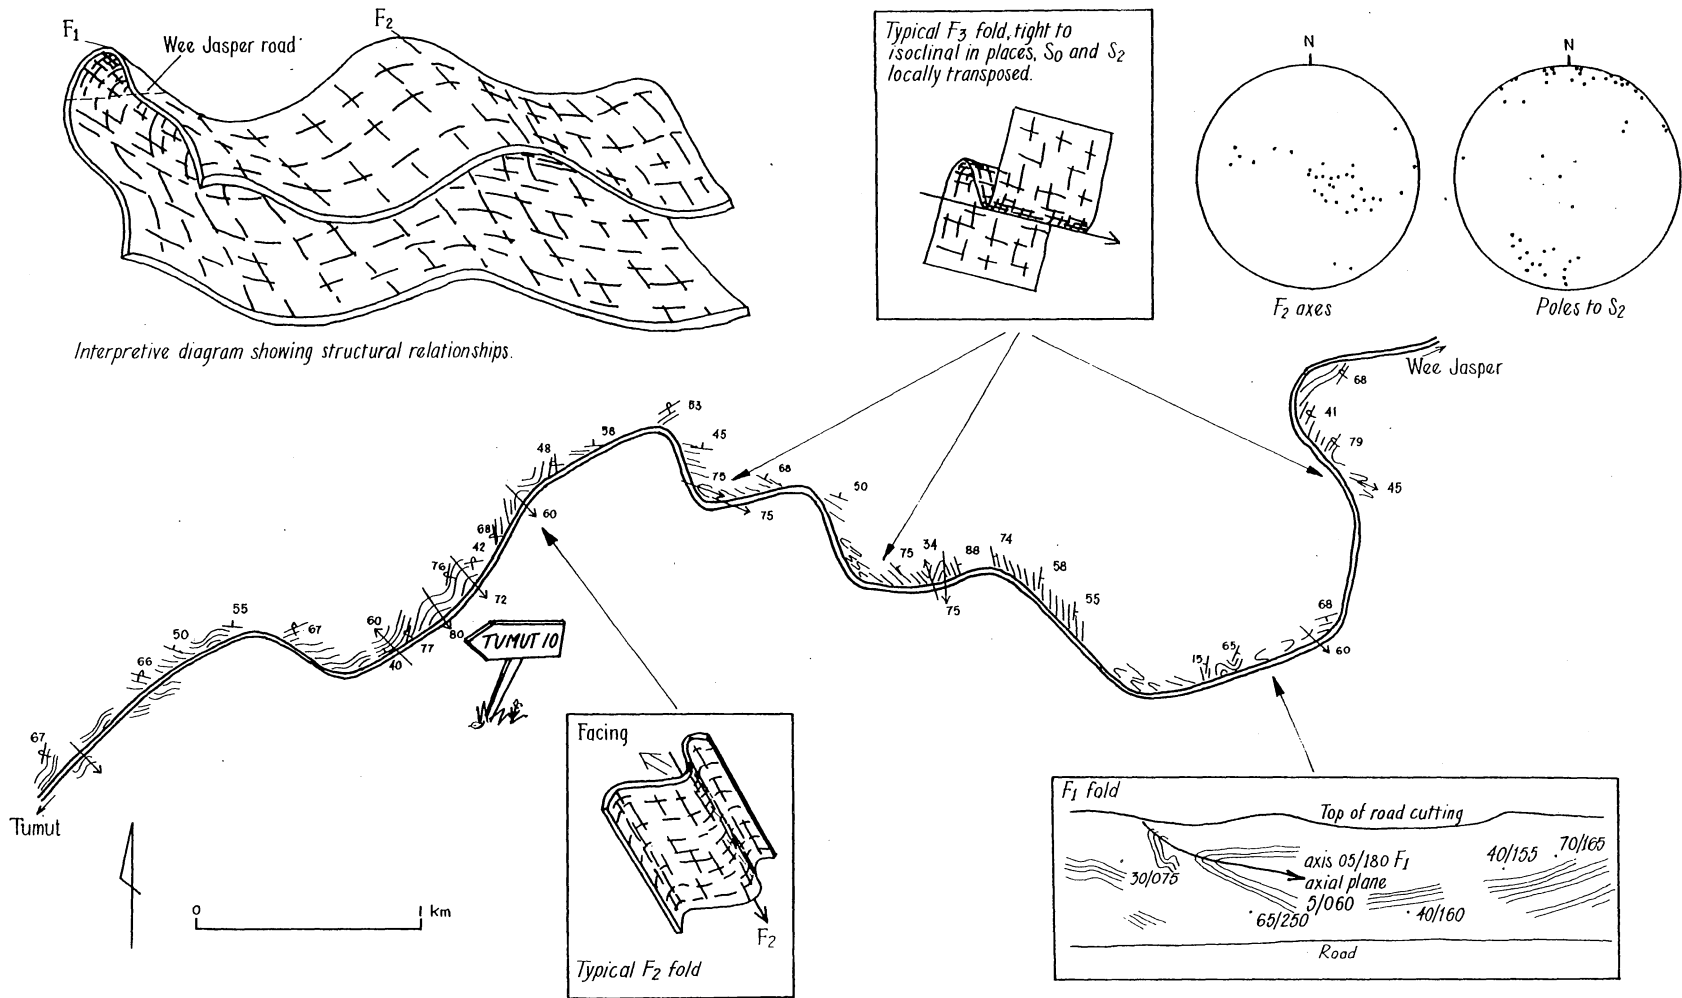 F1
F2
Wee Jasper road
Interpretive diagram showing structural relationships.
Typical F3 fold, tight to
isoclinal in places, S0 and S2
locally transposed.
N
N
F2 axes
Poles to S2
Wee Jasper
68
41
79
45
53
45
58
48
75
68
50
75
60
68
42
76
72
75
34
88
74
58
75
55
80
60
77
40
TUMUT 10
55
67
50
66
67
68
65
15
60
Tumut
0
1 km
Facing
F2
Typical F2 fold
F1 fold
Top of road cutting
70/165
40/155
axis 05/180 F1
axial plane
5/060
30/075
65/250
40/160
Road